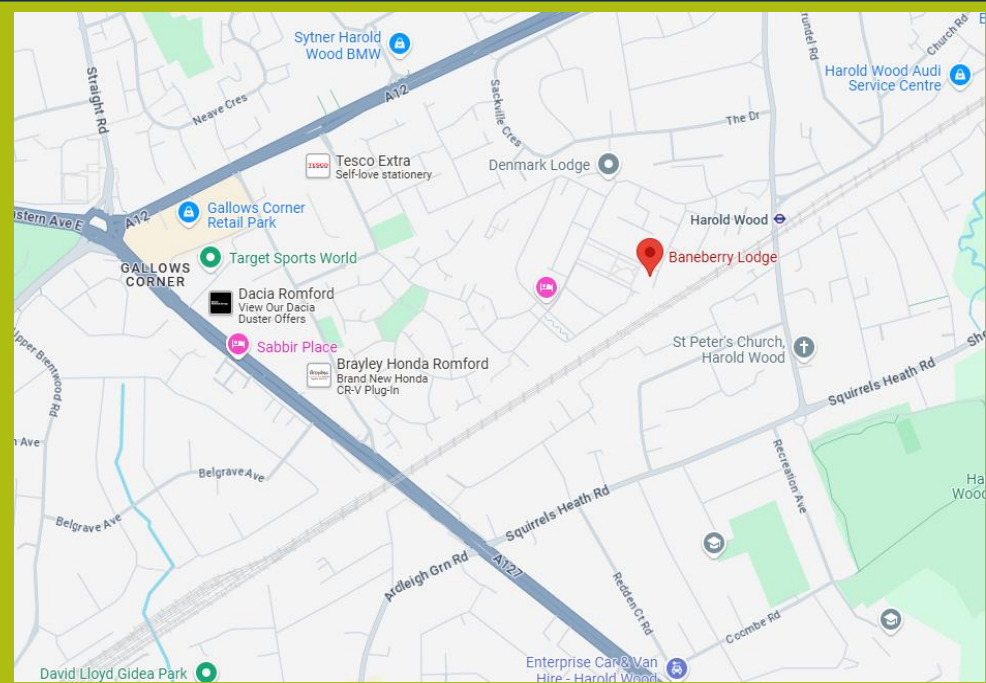 Sytner Harold
Wood BMW
A12
Straight Rd
Neave Cres
Sackville Cres
Church Rd
Harold Wood Audi
Service Centre
The Dr
Tesco Extra
Self-love stationery
Denmark Lodge
Gallows Corner
Retail Park
A12
Harold Wood
Target Sports World
Baneberry Lodge
GALLOWS
CORNER
Dacia Romford
View Our Dacia
Duster Offers
Sabbir Place
Brayley Honda Romford
Brand New Honda
CR-V Plug-In
St Peter's Church,
Harold Wood
Squirrels Heath Rd
Upper Brentwood Rd
Belgrave Ave
Belgrave Ave
Recreation Ave
Squirrels Heath Rd
Ardleigh Grn Rd
A127
Redden Ct Rd
Coombe Rd
Enterprise Car & Van
Hire - Harold Wood
David Lloyd Gidea Park